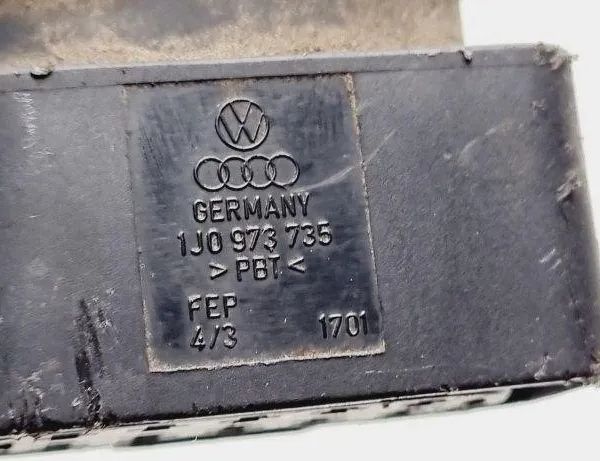 GERMANY
1J0 973 735
> PBT <
FEP
4/3 1701